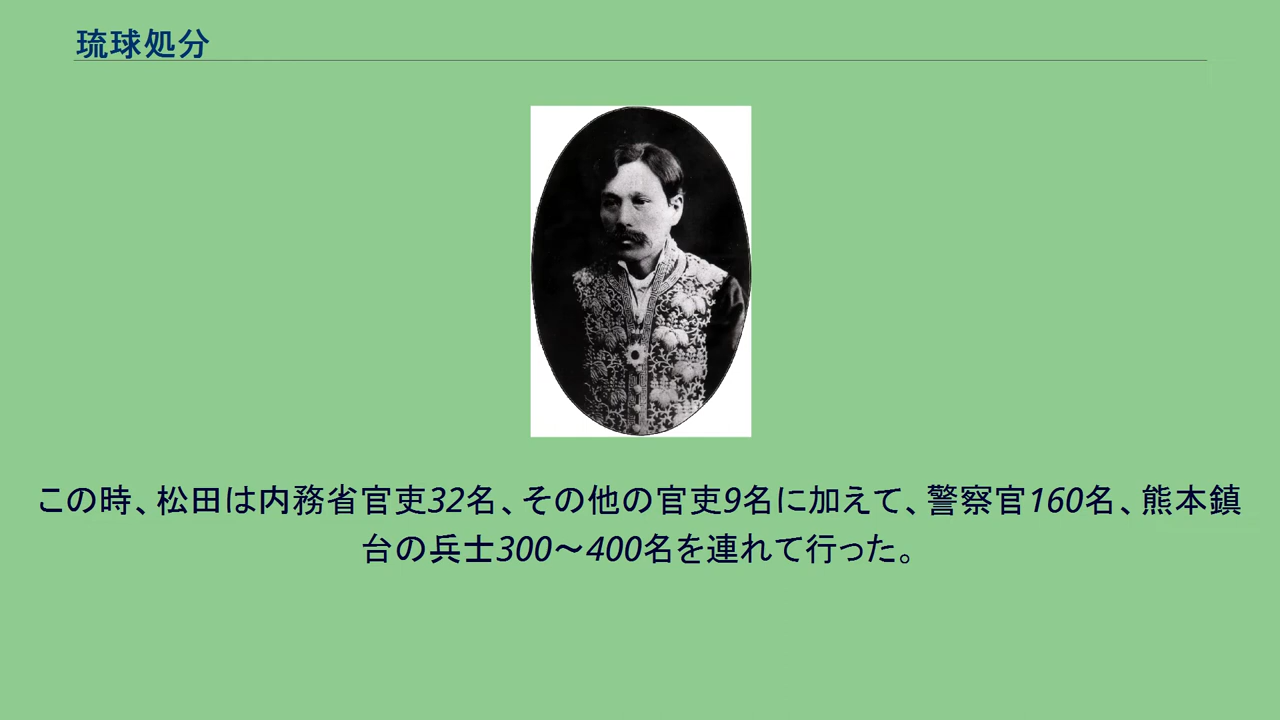 琉球処分
この時、松田は内務省官吏32名、その他の官吏9名に加えて、警察官160名、熊本鎮
台の兵士300～400名を連れて行った。